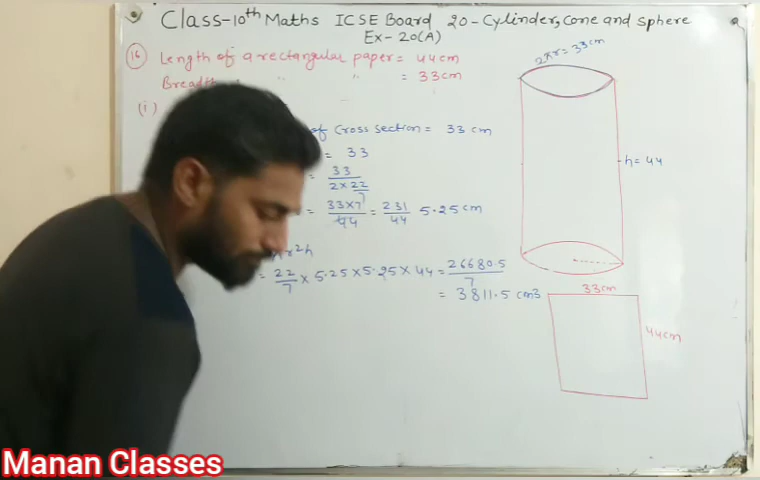 Class-10th Maths ICSE Board 20-Cylinder, cone and sphere
Ex-20(A)
16 Length of a rectangular paper = 44cm
Breadth " " = 33cm
(i)
of Cross section = 33 cm
= 33
= 33/(2×22/7)
= 33×7/44 = 231/44 5.25cm
r²h
= 22/7 × 5.25×5.25×44 = 26680.5/7
= 3811.5 cm3
2πr = 33cm
h = 44
33cm
44cm
Manan Classes